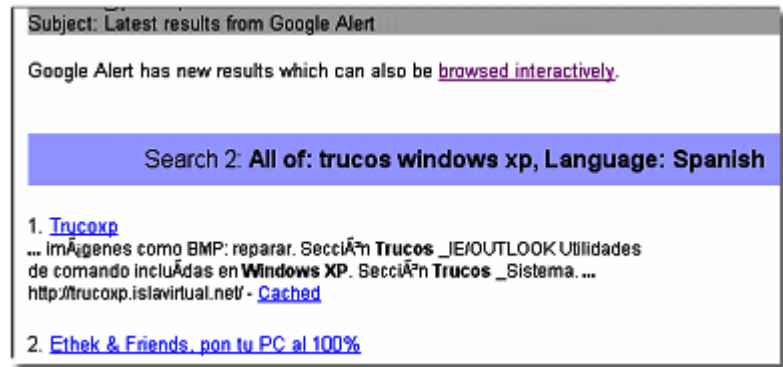 Subject: Latest results from Google Alert
Google Alert has new results which can also be browsed interactively.
Search 2: All of: trucos windows xp, Language: Spanish
1. Trucoxp
... imÃ¡genes como BMP: reparar. SecciÃ³n Trucos _IE/OUTLOOK Utilidades
de comando incluÃ­das en Windows XP. SecciÃ³n Trucos _Sistema. ...
http://trucoxp.islavirtual.net/ - Cached
2. Ethek & Friends, pon tu PC al 100%